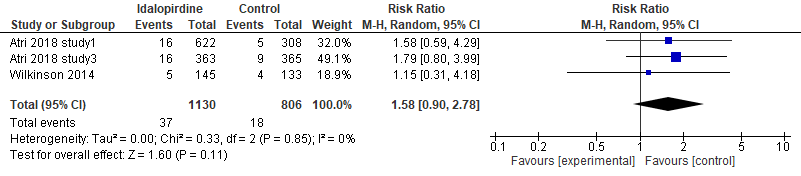 Idalopirdine Control Risk Ratio Risk Ratio
Study or Subgroup Events Total Events Total Weight M-H, Random, 95% CI M-H, Random, 95% CI
Atri 2018 study1 16 622 5 308 32.0% 1.58 [0.59, 4.29]
Atri 2018 study3 16 363 9 365 49.1% 1.79 [0.80, 3.99]
Wilkinson 2014 5 145 4 133 18.9% 1.15 [0.31, 4.18]
Total (95% CI) 1130 806 100.0% 1.58 [0.90, 2.78]
Total events 37 18
Heterogeneity: Tau² = 0.00; Chi² = 0.33, df = 2 (P = 0.85); I² = 0%
Test for overall effect: Z = 1.60 (P = 0.11)
0.1 0.2 0.5 1 2 5 10
Favours [experimental] Favours [control]